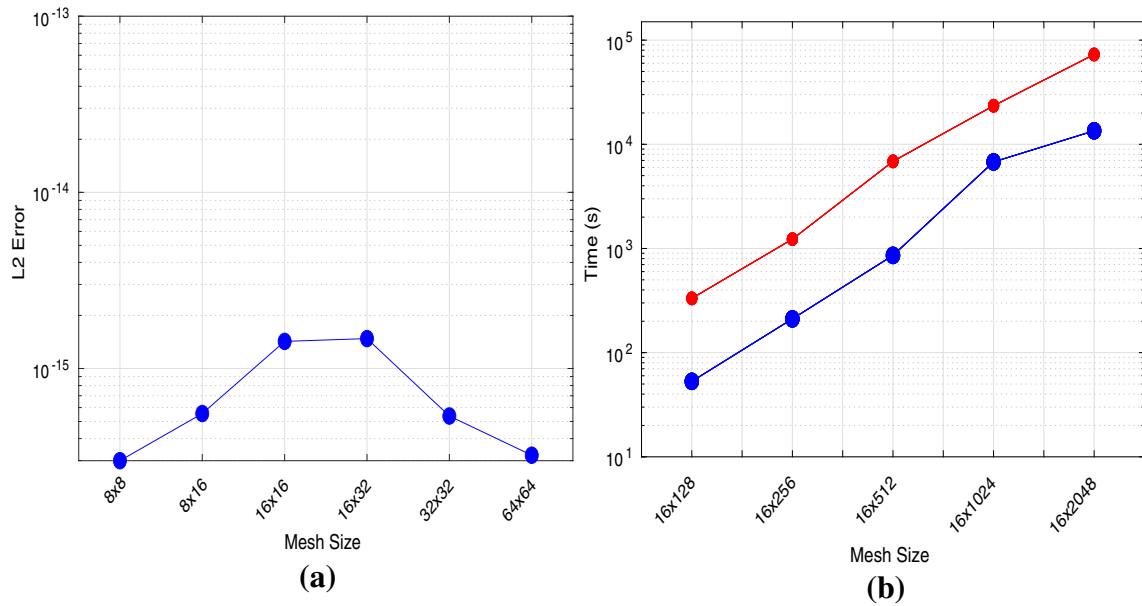 10^-13
10^-14
10^-15
L2 Error
8x8
8x16
16x16
16x32
32x32
64x64
Mesh Size
(a)
10^5
10^4
10^3
10^2
10^1
Time (s)
16x128
16x256
16x512
16x1024
16x2048
Mesh Size
(b)